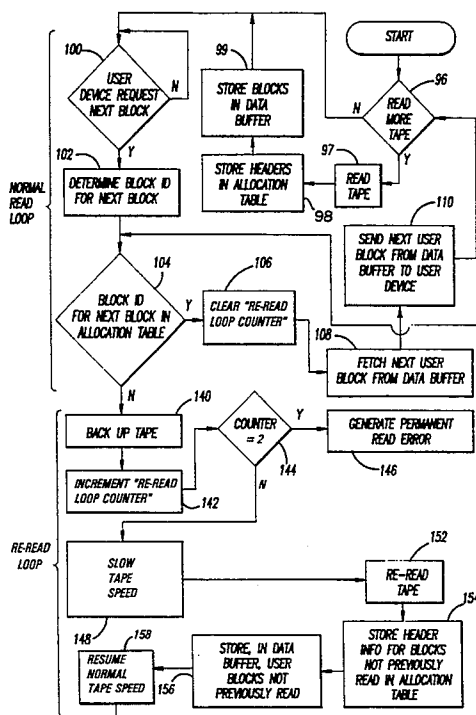 START
96
READ
MORE
TAPE
N
Y
97
READ
TAPE
98
STORE HEADERS
IN ALLOCATION
TABLE
99
STORE BLOCKS
IN DATA
BUFFER
100
USER
DEVICE REQUEST
NEXT
BLOCK
N
Y
102
DETERMINE BLOCK ID
FOR NEXT BLOCK
NORMAL
READ
LOOP
104
BLOCK ID
FOR NEXT BLOCK IN
ALLOCATION
TABLE
Y
N
106
CLEAR "RE-READ
LOOP COUNTER"
108
FETCH NEXT USER
BLOCK FROM DATA BUFFER
110
SEND NEXT USER
BLOCK FROM DATA
BUFFER TO USER
DEVICE
140
BACK UP TAPE
INCREMENT "RE-READ
LOOP COUNTER"
142
COUNTER
= 2
144
Y
N
GENERATE PERMANENT
READ ERROR
146
RE-READ
LOOP
SLOW
TAPE
SPEED
148
152
RE-READ
TAPE
154
STORE HEADER
INFO FOR BLOCKS
NOT PREVIOUSLY
READ IN ALLOCATION
TABLE
STORE, IN DATA
BUFFER, USER
BLOCKS NOT
PREVIOUSLY READ
156
158
RESUME
NORMAL
TAPE SPEED